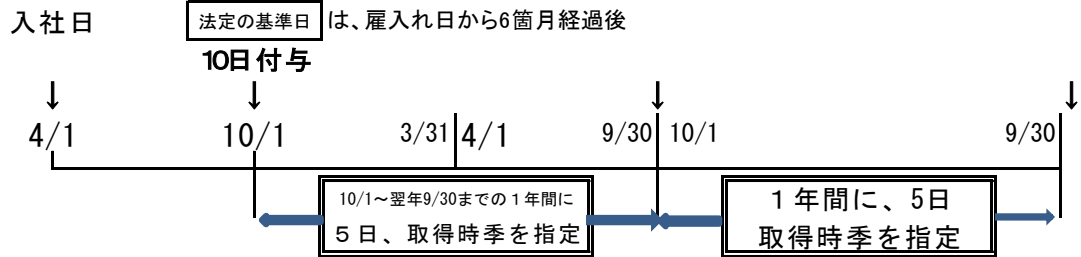 入社日 法定の基準日 は、雇入れ日から6箇月経過後
10日付与
↓ ↓ ↓ ↓
4/1 10/1 3/31 4/1 9/30 10/1 9/30
10/1～翌年9/30までの１年間に
５日、取得時季を指定
１年間に、5日
取得時季を指定